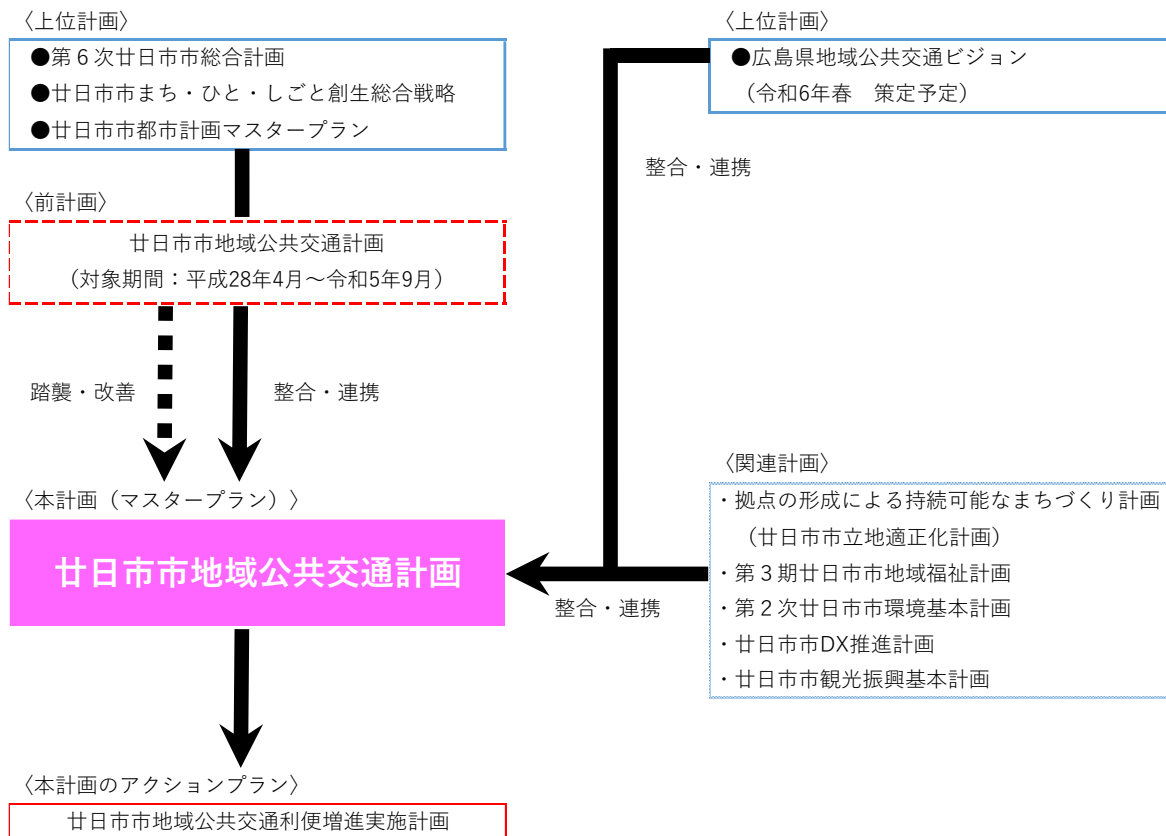 〈上位計画〉
●第６次廿日市市総合計画
●廿日市市まち・ひと・しごと創生総合戦略
●廿日市市都市計画マスタープラン
〈上位計画〉
●広島県地域公共交通ビジョン
（令和6年春　策定予定）
整合・連携
〈前計画〉
廿日市市地域公共交通計画
（対象期間：平成28年4月～令和5年9月）
踏襲・改善
整合・連携
〈本計画（マスタープラン）〉
廿日市市地域公共交通計画
整合・連携
〈関連計画〉
・拠点の形成による持続可能なまちづくり計画
（廿日市市立地適正化計画）
・第３期廿日市市地域福祉計画
・第２次廿日市市環境基本計画
・廿日市市DX推進計画
・廿日市市観光振興基本計画
〈本計画のアクションプラン〉
廿日市市地域公共交通利便増進実施計画